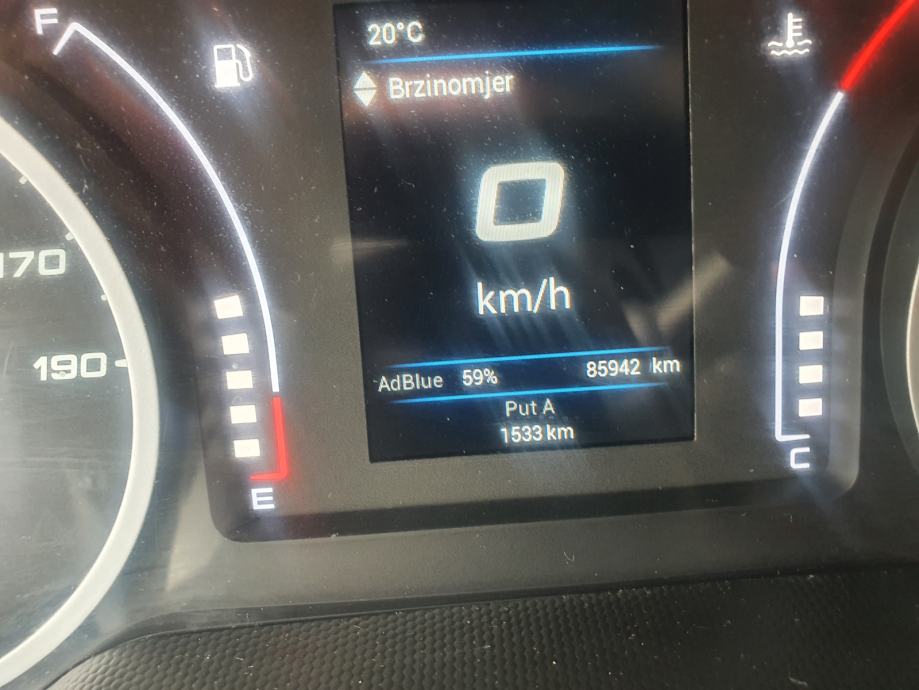 F
20°C
Brzinomjer
0
km/h
170
190
AdBlue 59% 85942 km
Put A
1533 km
E
C